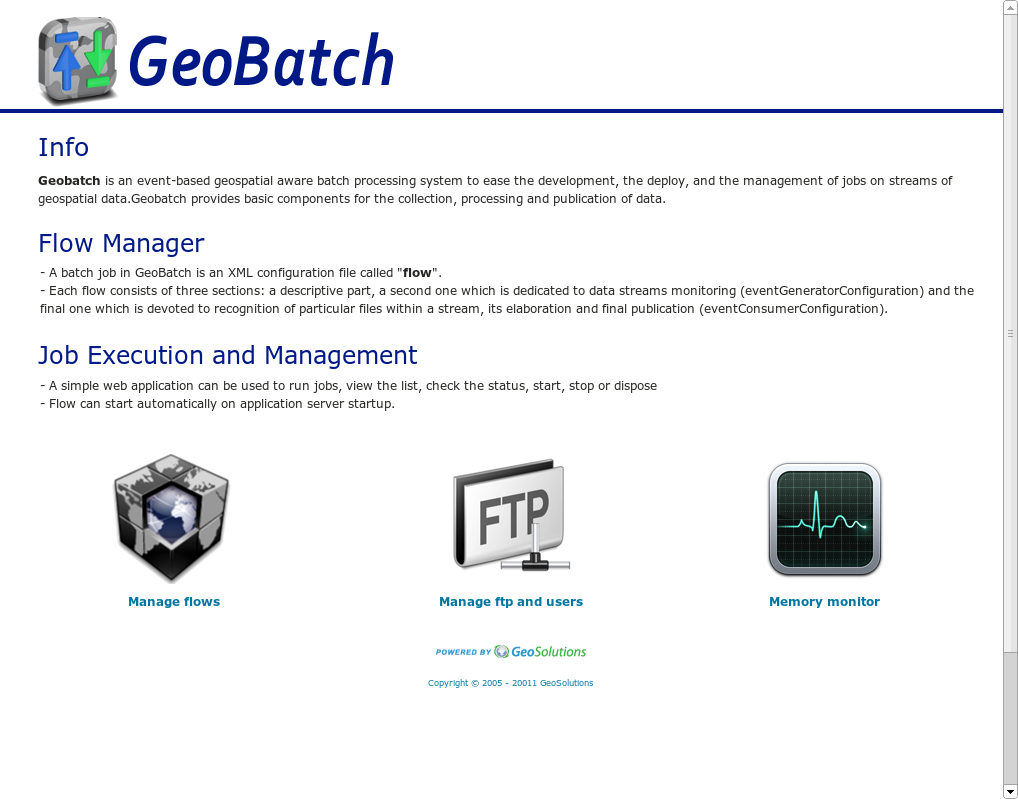 GeoBatch
Info
Geobatch is an event-based geospatial aware batch processing system to ease the development, the deploy, and the management of jobs on streams of
geospatial data.Geobatch provides basic components for the collection, processing and publication of data.
Flow Manager
- A batch job in GeoBatch is an XML configuration file called "flow".
- Each flow consists of three sections: a descriptive part, a second one which is dedicated to data streams monitoring (eventGeneratorConfiguration) and the
final one which is devoted to recognition of particular files within a stream, its elaboration and final publication (eventConsumerConfiguration).
Job Execution and Management
- A simple web application can be used to run jobs, view the list, check the status, start, stop or dispose
- Flow can start automatically on application server startup.
FTP
Manage flows
Manage ftp and users
Memory monitor
POWERED BY GeoSolutions
Copyright © 2005 - 20011 GeoSolutions